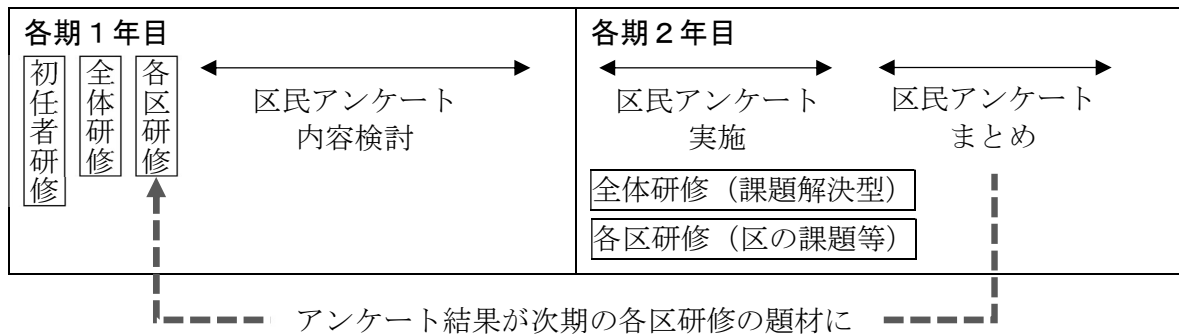 各期１年目
初任者研修
全体研修
各区研修
区民アンケート
内容検討
各期２年目
区民アンケート
実施
区民アンケート
まとめ
全体研修（課題解決型）
各区研修（区の課題等）
アンケート結果が次期の各区研修の題材に